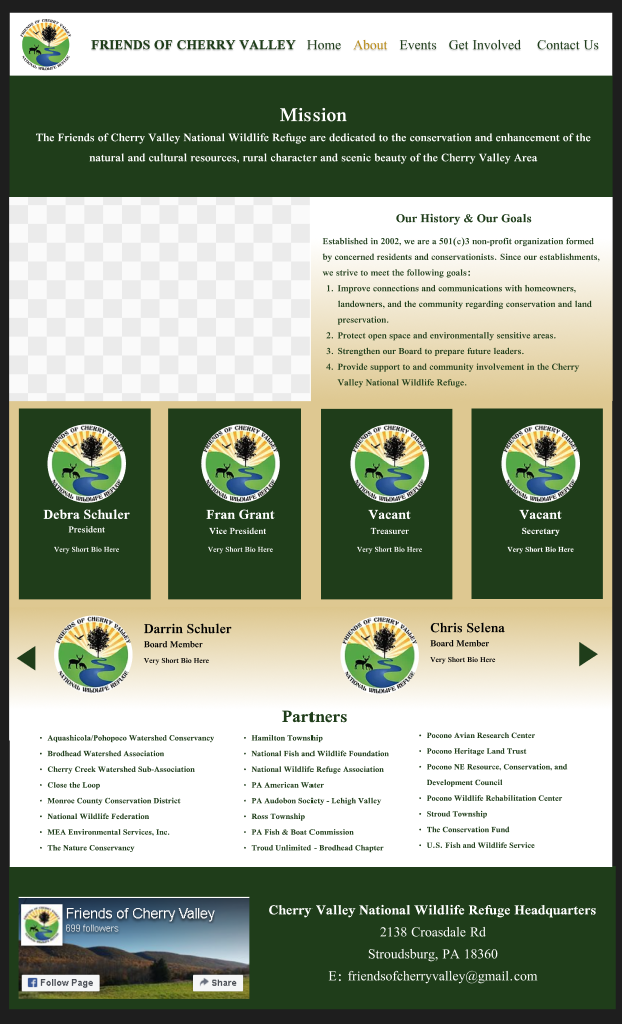 FRIENDS OF CHERRY VALLEY NATIONAL WILDLIFE REFUGE
FRIENDS OF CHERRY VALLEY Home About Events Get Involved Contact Us
Mission
The Friends of Cherry Valley National Wildlife Refuge are dedicated to the conservation and enhancement of the
natural and cultural resources, rural character and scenic beauty of the Cherry Valley Area
Our History & Our Goals
Established in 2002, we are a 501(c)3 non-profit organization formed
by concerned residents and conservationists. Since our establishments,
we strive to meet the following goals:
1. Improve connections and communications with homeowners,
landowners, and the community regarding conservation and land
preservation.
2. Protect open space and environmentally sensitive areas.
3. Strengthen our Board to prepare future leaders.
4. Provide support to and community involvement in the Cherry
Valley National Wildlife Refuge.
FRIENDS OF CHERRY VALLEY NATIONAL WILDLIFE REFUGE
Debra Schuler
President
Very Short Bio Here
FRIENDS OF CHERRY VALLEY NATIONAL WILDLIFE REFUGE
Fran Grant
Vice President
Very Short Bio Here
FRIENDS OF CHERRY VALLEY NATIONAL WILDLIFE REFUGE
Vacant
Treasurer
Very Short Bio Here
FRIENDS OF CHERRY VALLEY NATIONAL WILDLIFE REFUGE
Vacant
Secretary
Very Short Bio Here
FRIENDS OF CHERRY VALLEY NATIONAL WILDLIFE REFUGE
Darrin Schuler
Board Member
Very Short Bio Here
FRIENDS OF CHERRY VALLEY NATIONAL WILDLIFE REFUGE
Chris Selena
Board Member
Very Short Bio Here
Partners
• Aquashicola/Pohopoco Watershed Conservancy
• Brodhead Watershed Association
• Cherry Creek Watershed Sub-Association
• Close the Loop
• Monroe County Conservation District
• National Wildlife Federation
• MEA Environmental Services, Inc.
• The Nature Conservancy
• Hamilton Township
• National Fish and Wildlife Foundation
• National Wildlife Refuge Association
• PA American Water
• PA Audobon Society - Lehigh Valley
• Ross Township
• PA Fish & Boat Commission
• Troud Unlimited - Brodhead Chapter
• Pocono Avian Research Center
• Pocono Heritage Land Trust
• Pocono NE Resource, Conservation, and
Development Council
• Pocono Wildlife Rehabilitation Center
• Stroud Township
• The Conservation Fund
• U.S. Fish and Wildlife Service
Friends of Cherry Valley
699 followers
Follow Page
Share
Cherry Valley National Wildlife Refuge Headquarters
2138 Croasdale Rd
Stroudsburg, PA 18360
E: friendsofcherryvalley@gmail.com